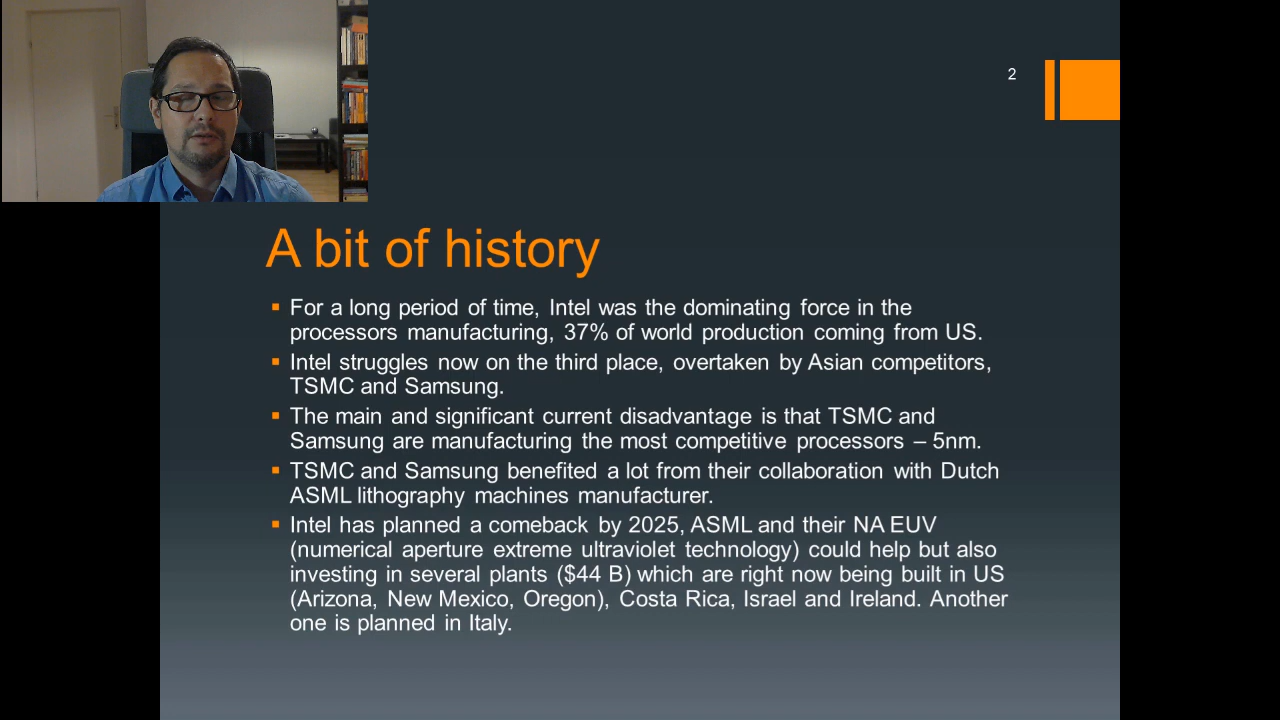 2
A bit of history
For a long period of time, Intel was the dominating force in the
processors manufacturing, 37% of world production coming from US.
Intel struggles now on the third place, overtaken by Asian competitors,
TSMC and Samsung.
The main and significant current disadvantage is that TSMC and
Samsung are manufacturing the most competitive processors – 5nm.
TSMC and Samsung benefited a lot from their collaboration with Dutch
ASML lithography machines manufacturer.
Intel has planned a comeback by 2025, ASML and their NA EUV
(numerical aperture extreme ultraviolet technology) could help but also
investing in several plants ($44 B) which are right now being built in US
(Arizona, New Mexico, Oregon), Costa Rica, Israel and Ireland. Another
one is planned in Italy.